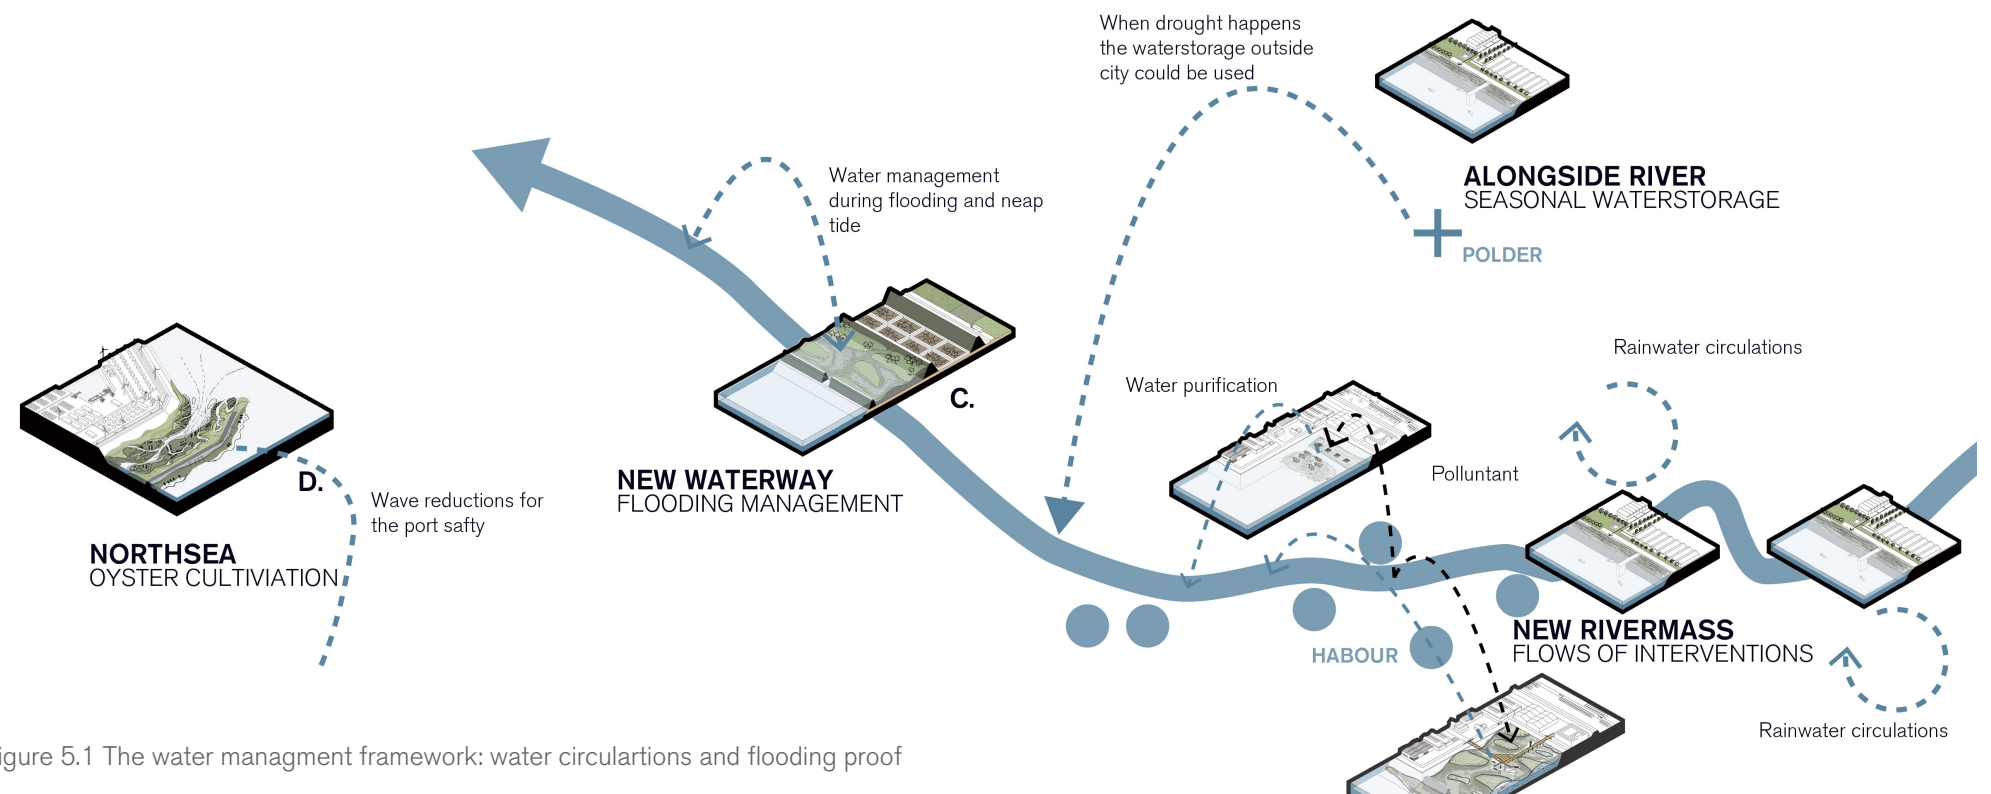 When drought happens
the waterstorage outside
city could be used
ALONGSIDE RIVER
SEASONAL WATERSTORAGE
POLDER
Water management
during flooding and neap
tide
C.
NEW WATERWAY
FLOODING MANAGEMENT
Water purification
Polluntant
Rainwater circulations
D.
Wave reductions for
the port safty
NORTHSEA
OYSTER CULTIVIATION
HABOUR
NEW RIVERMASS
FLOWS OF INTERVENTIONS
Rainwater circulations
igure 5.1 The water managment framework: water circulartions and flooding proof